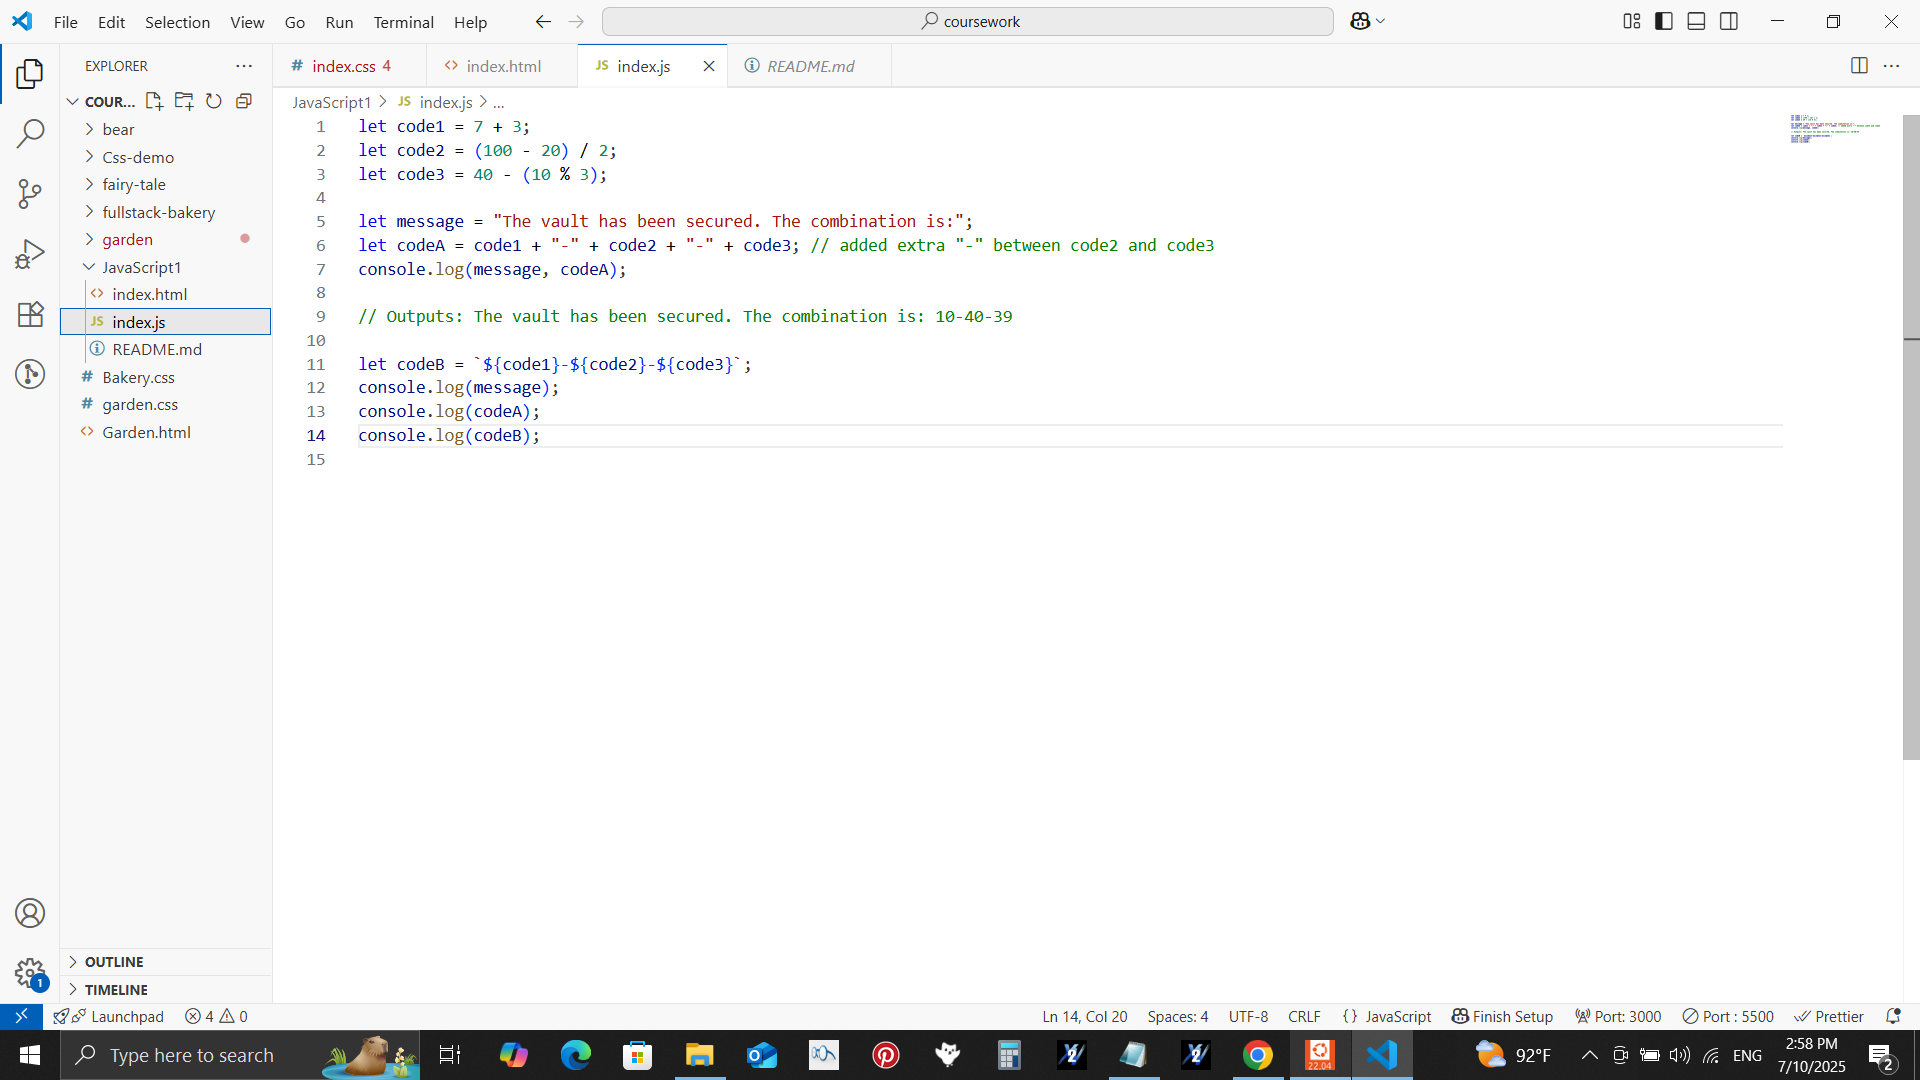 File Edit Selection View Go Run Terminal Help
coursework
EXPLORER
COUR...
bear
Css-demo
fairy-tale
fullstack-bakery
garden
JavaScript1
index.html
JS index.js
README.md
# Bakery.css
# garden.css
Garden.html
OUTLINE
TIMELINE
1
# index.css 4
index.html
JS index.js
README.md
JavaScript1 > JS index.js > ...
1 let code1 = 7 + 3;
2 let code2 = (100 - 20) / 2;
3 let code3 = 40 - (10 % 3);
4
5 let message = "The vault has been secured. The combination is:";
6 let codeA = code1 + "-" + code2 + "-" + code3; // added extra "-" between code2 and code3
7 console.log(message, codeA);
8
9 // Outputs: The vault has been secured. The combination is: 10-40-39
10
11 let codeB = `${code1}-${code2}-${code3}`;
12 console.log(message);
13 console.log(codeA);
14 console.log(codeB);
15
Launchpad 4 0
Ln 14, Col 20 Spaces: 4 UTF-8 CRLF {} JavaScript Finish Setup Port: 3000 Port : 5500 Prettier
Type here to search
22.04
92°F
ENG
2:58 PM
7/10/2025
2